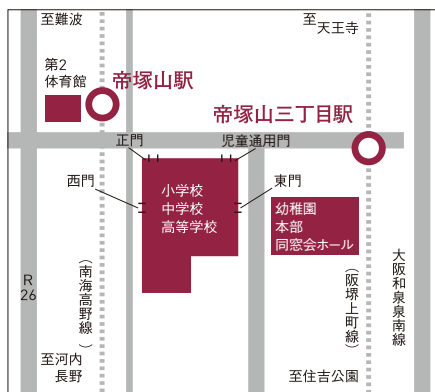 至難波
至
天王寺
第2
体育館
帝塚山駅
帝塚山三丁目駅
正門
児童通用門
西門
小学校
中学校
高等学校
東門
幼稚園
本部
同窓会ホール
R
26
（南海高野線）
（阪堺上町線）
大阪和泉泉南線
至河内
長野
至住吉公園